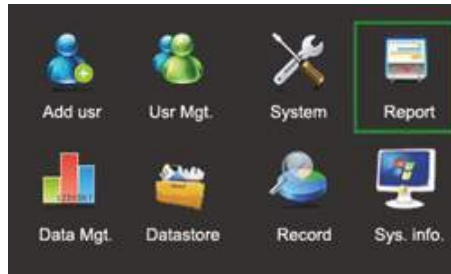 Add usr
Usr Mgt.
System
Report
Data Mgt.
Datastore
Record
Sys. info.